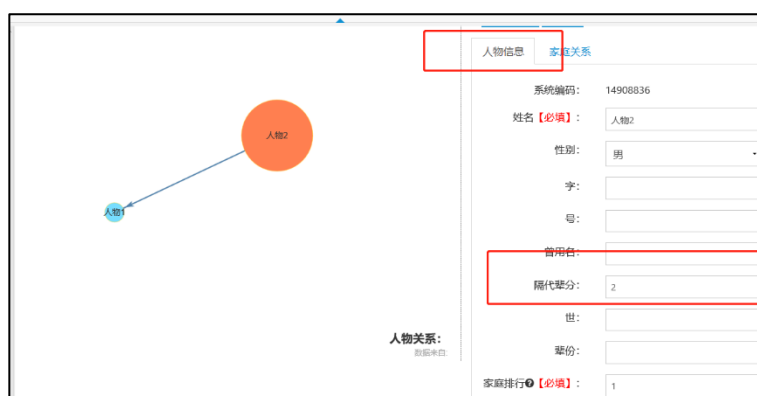 人物信息 家庭关系
系统编码： 14908836
姓名【必填】： 人物2
性别： 男
字：
号：
曾用名：
隔代辈分： 2
世：
辈份：
家庭排行【必填】： 1
人物2
人物1
人物关系：
数据来自: